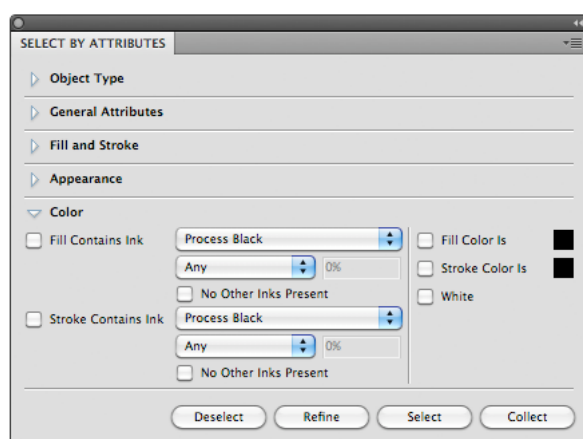 SELECT BY ATTRIBUTES
Object Type
General Attributes
Fill and Stroke
Appearance
Color
Fill Contains Ink
Process Black
Any
0%
No Other Inks Present
Stroke Contains Ink
Process Black
Any
0%
No Other Inks Present
Fill Color Is
Stroke Color Is
White
Deselect
Refine
Select
Collect